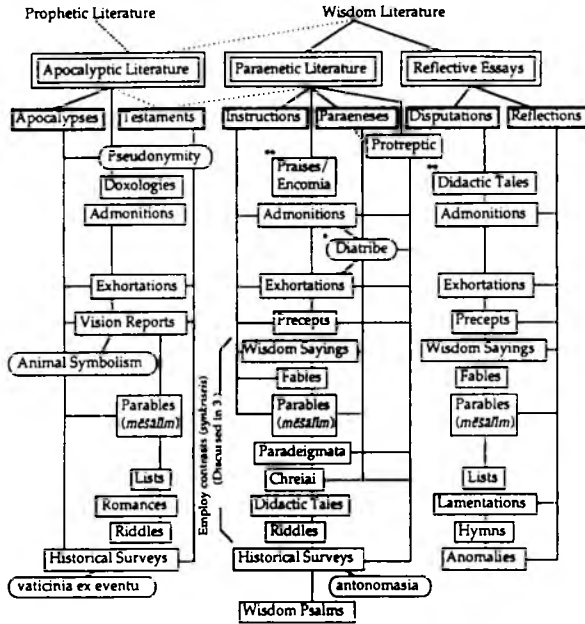 Prophetic Literature
Wisdom Literature
Apocalyptic Literature
Paraenetic Literature
Reflective Essays
Apocalypses
Testaments
Instructions
Paraeneses
Disputations
Reflections
Pseudonymity
Doxologies
Admonitions
Exhortations
Vision Reports
Animal Symbolism
Parables
(mešalim)
Lists
Romances
Riddles
Historical Surveys
vaticinia ex eventu
Protreptic
**
Praises/
Encomia
Admonitions
*
Diatribe
Exhortations
Precepts
Wisdom Sayings
Fables
Parables
(mešalim)
Paradeigmata
Chreiai
Didactic Tales
Riddles
Historical Surveys
antonomasia
Wisdom Psalms
Employ contrasts (synkrisis)
(Discussed in 3)
**
Didactic Tales
Admonitions
Exhortations
Precepts
Wisdom Sayings
Fables
Parables
(mešalim)
Lists
Lamentations
Hymns
Anomalies